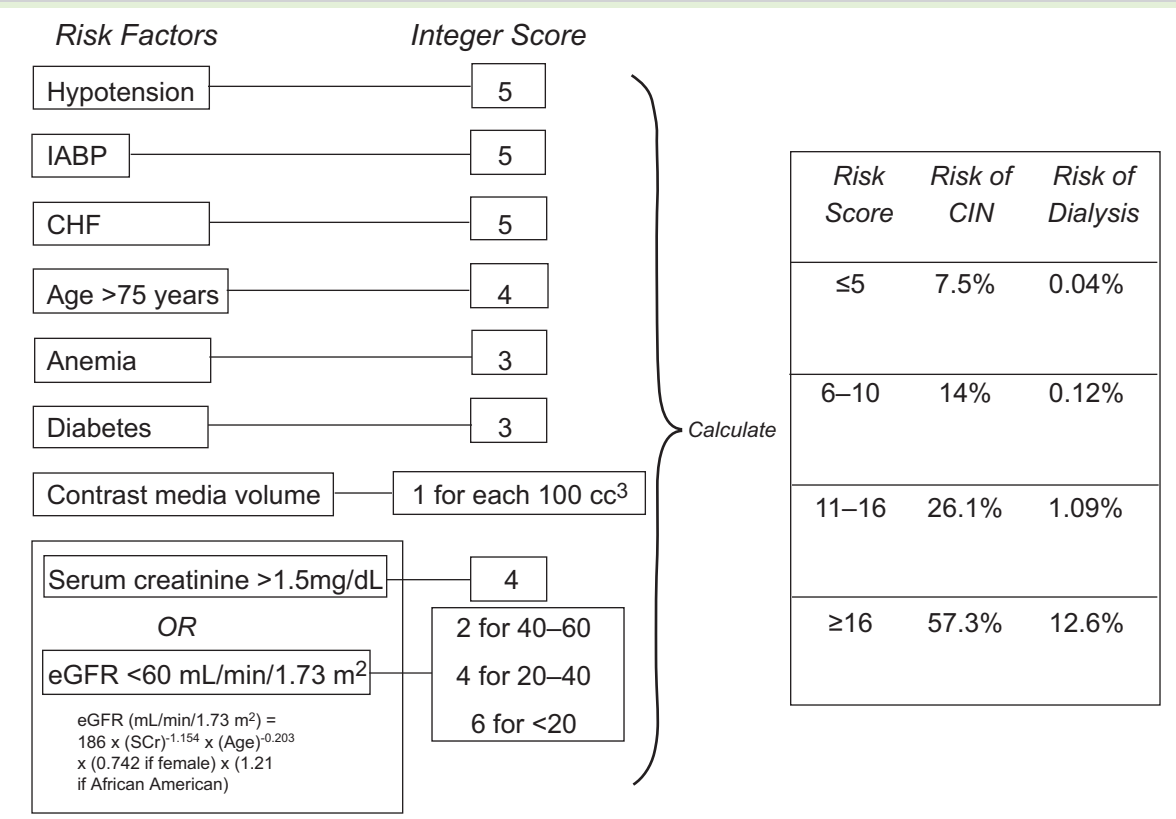 Risk Factors
Integer Score
Hypotension
5
IABP
5
CHF
5
Age >75 years
4
Anemia
3
Diabetes
3
Contrast media volume
1 for each 100 cc³
Serum creatinine >1.5mg/dL
4
OR
eGFR <60 mL/min/1.73 m²
2 for 40–60
4 for 20–40
6 for <20
eGFR (mL/min/1.73 m²) =
186 x (SCr)⁻¹·¹⁵⁴ x (Age)⁻⁰·²⁰³
x (0.742 if female) x (1.21
if African American)
Calculate
Risk Score
Risk of CIN
Risk of Dialysis
≤5 7.5% 0.04%
6–10 14% 0.12%
11–16 26.1% 1.09%
≥16 57.3% 12.6%